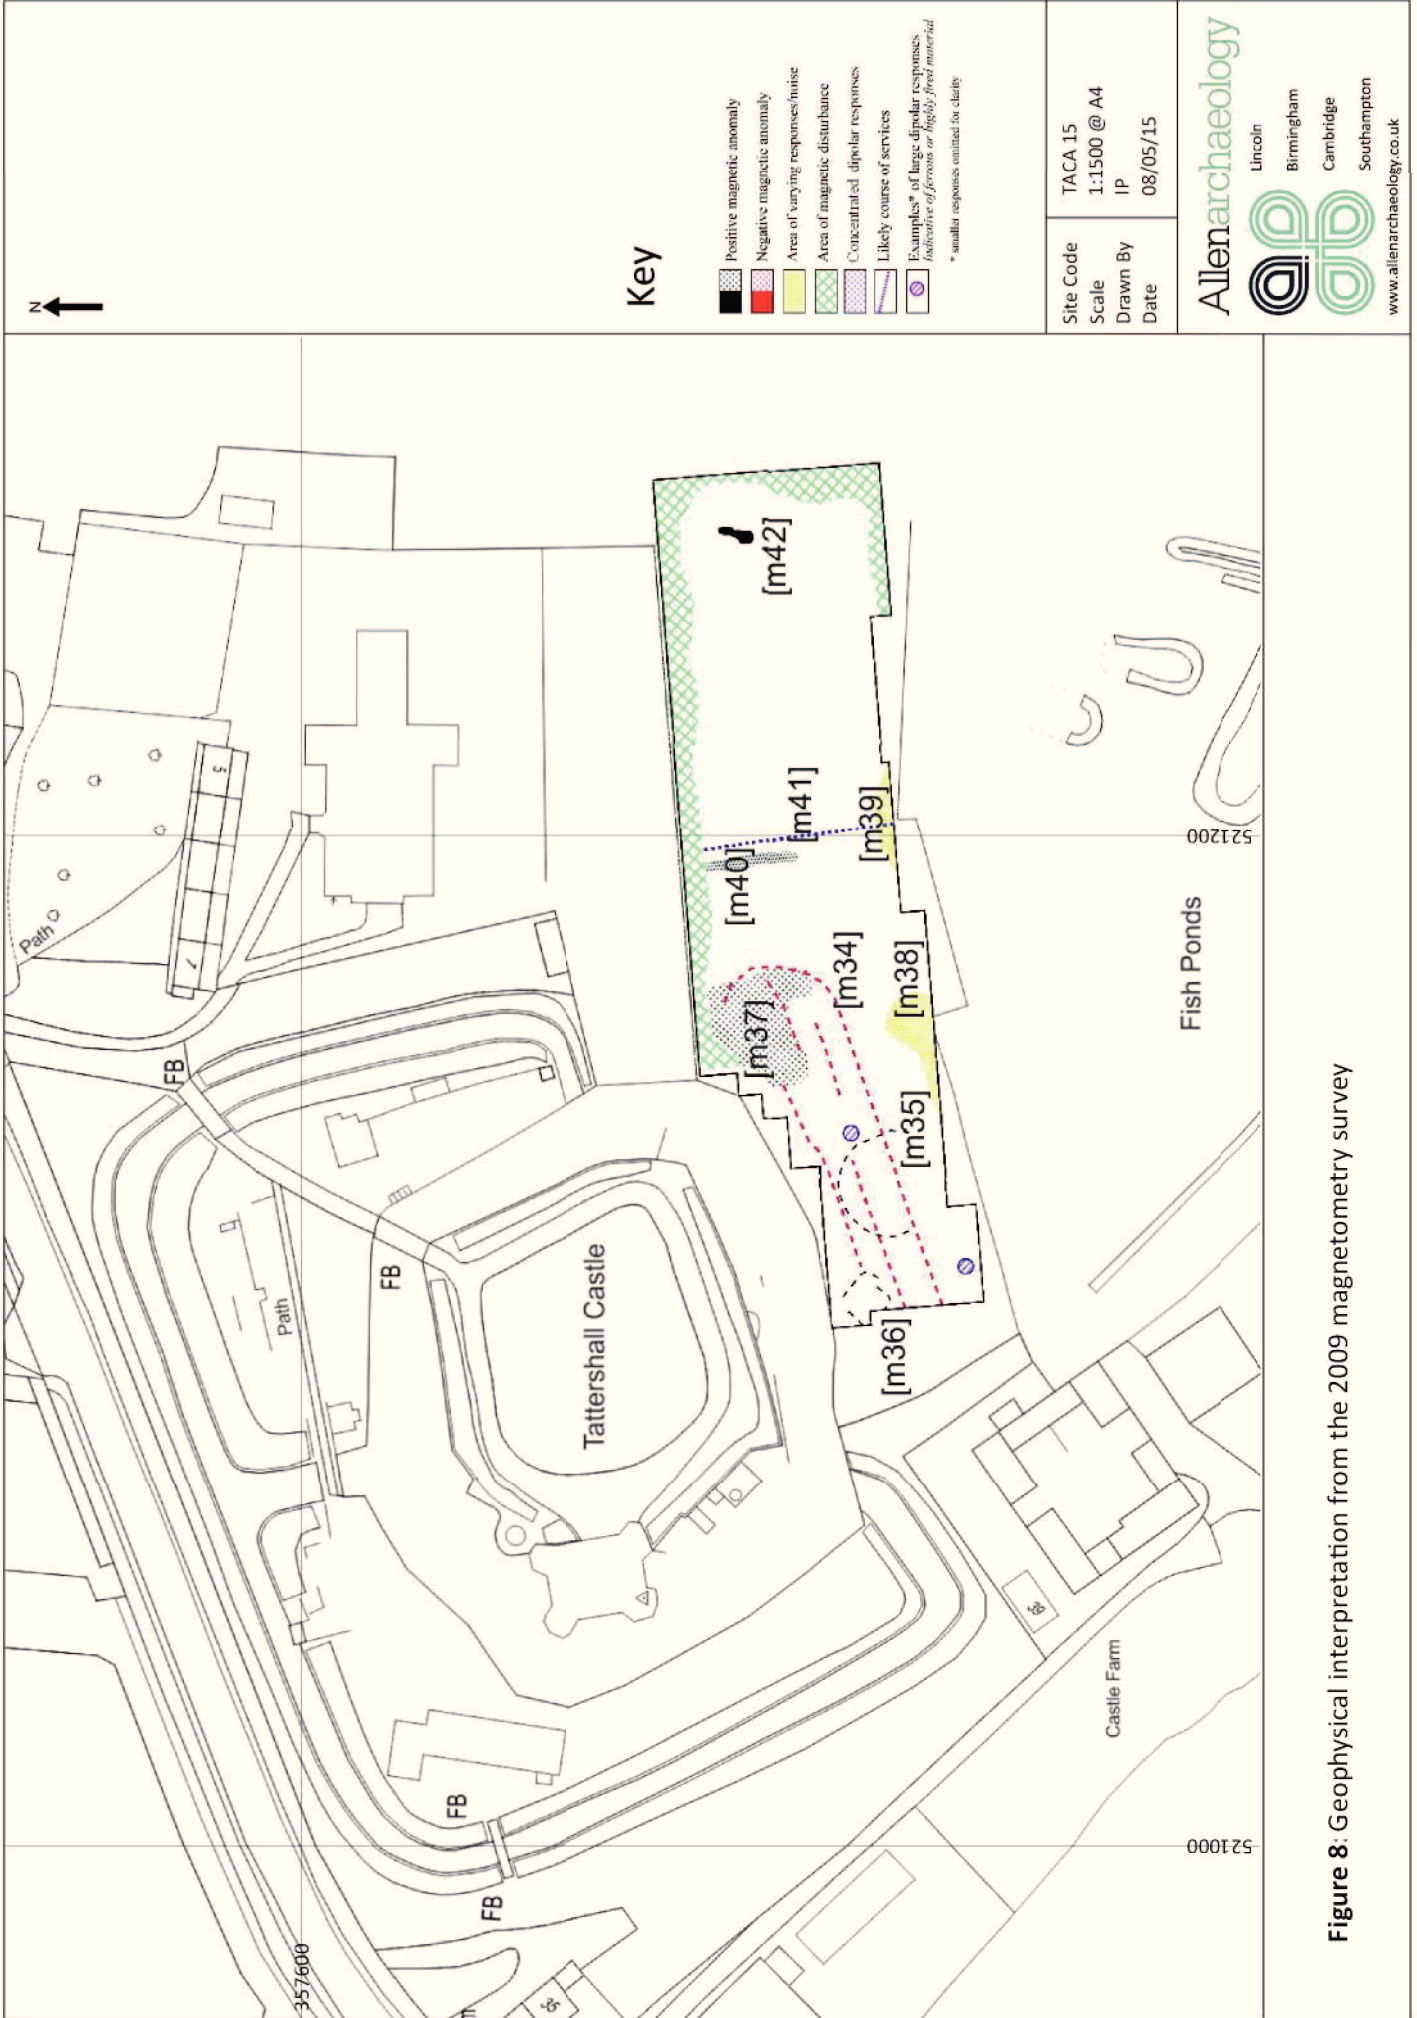 N
Key
Positive magnetic anomaly
Negative magnetic anomaly
Area of varying responses/noise
Area of magnetic disturbance
Concentrated dipolar responses
Likely course of services
Examples* of large dipolar responses
Indicative of ferrous or highly fired material
* smaller responses omitted for clarity
Site Code TACA 15
Scale 1:1500 @ A4
Drawn By IP
Date 08/05/15
Allenarchaeology
Lincoln
Birmingham
Cambridge
Southampton
www.allenarchaeology.co.uk
357600
521000
521200
Path
Path
FB
FB
FB
FB
5
7
35
38
Tattershall Castle
Castle Farm
Fish Ponds
[m34]
[m35]
[m36]
[m37]
[m38]
[m39]
[m40]
[m41]
[m42]
Figure 8: Geophysical interpretation from the 2009 magnetometry survey